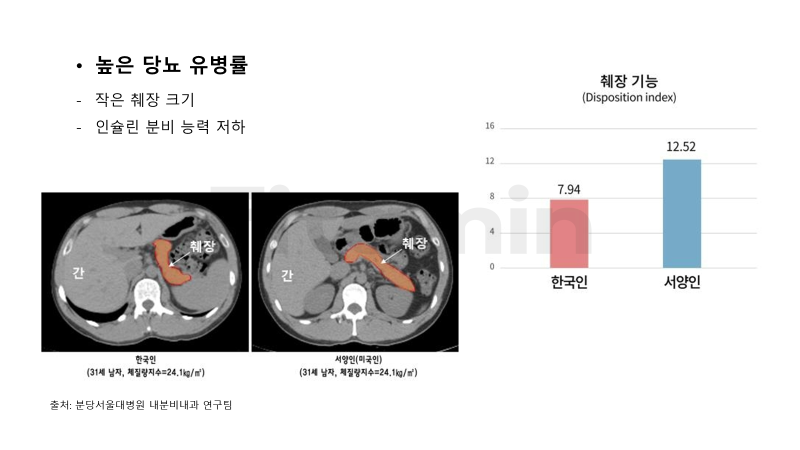 • 높은 당뇨 유병률
- 작은 췌장 크기
- 인슐린 분비 능력 저하
췌장 기능
(Disposition index)
16
12
8
4
0
7.94
12.52
한국인
서양인
췌장
간
췌장
간
한국인
(31세 남자, 체질량지수=24.1㎏/㎡)
서양인(미국인)
(31세 남자, 체질량지수=24.1㎏/㎡)
출처: 분당서울대병원 내분비내과 연구팀